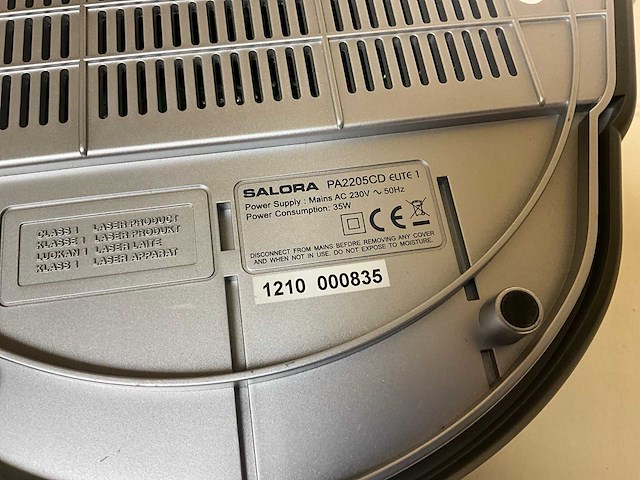 SALORA PA2205CD ELITE 1
Power Supply : Mains AC 230V ~ 50Hz
Power Consumption: 35W
CE
DISCONNECT FROM MAINS BEFORE REMOVING ANY COVER
AND WHEN NOT IN USE. DO NOT EXPOSE TO MOISTURE.
1210 000835
CLASS 1 LASER PRODUCT
KLASSE 1 LASER PRODUKT
LUOKAN 1 LASER LAITE
KLASS 1 LASER APPARAT